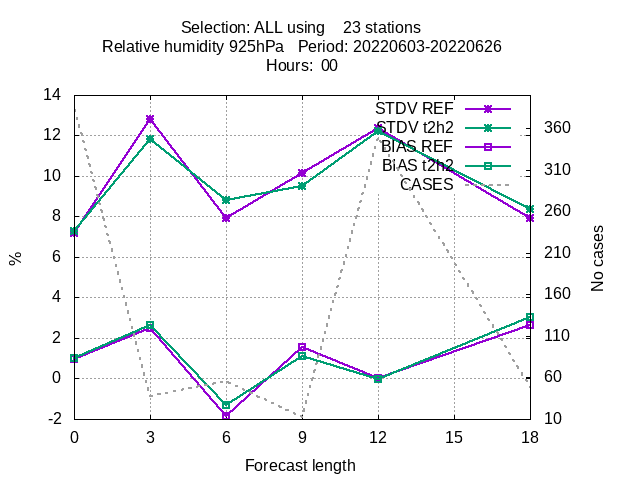 Selection: ALL using    23 stations
Relative humidity 925hPa   Period: 20220603-20220626
Hours:  00
STDV REF
STDV t2h2
BIAS REF
BIAS t2h2
CASES
14
12
10
8
6
4
2
0
-2
%
360
310
260
210
160
110
60
10
No cases
0 3 6 9 12 15 18
Forecast length